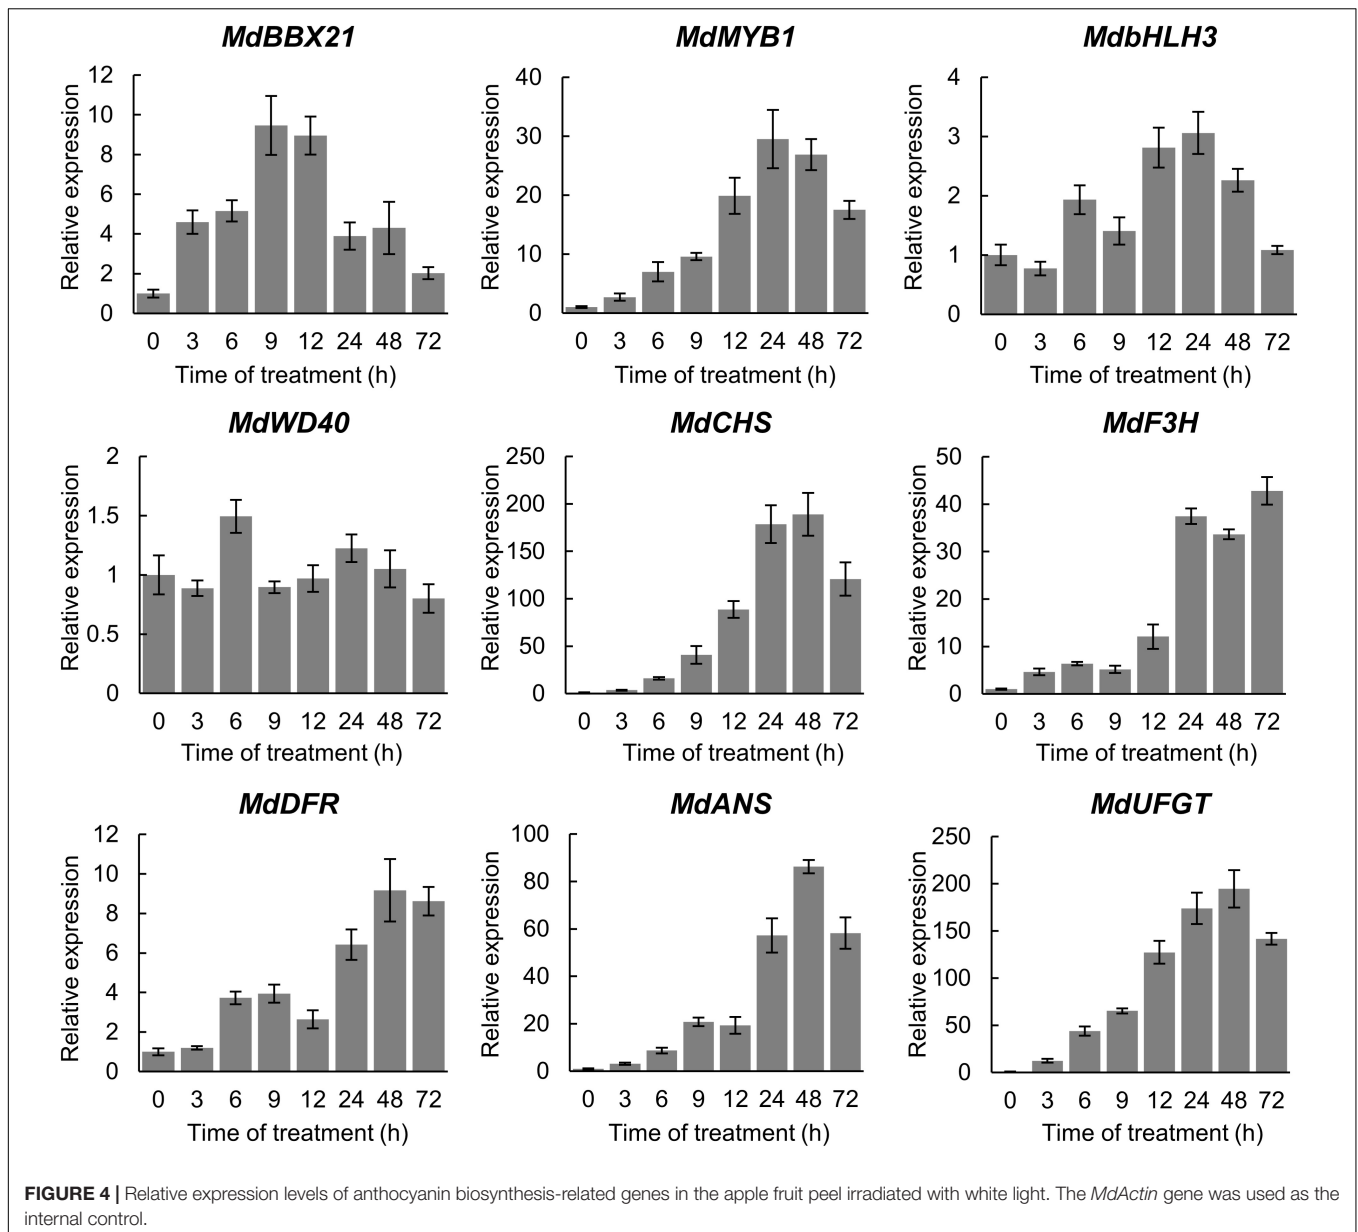 MdBBX21
MdMYB1
MdbHLH3
Relative expression
12
10
8
6
4
2
0
0 3 6 9 12 24 48 72
Time of treatment (h)
Relative expression
40
30
20
10
0
0 3 6 9 12 24 48 72
Time of treatment (h)
Relative expression
4
3
2
1
0
0 3 6 9 12 24 48 72
Time of treatment (h)
MdWD40
MdCHS
MdF3H
Relative expression
2
1.5
1
0.5
0
0 3 6 9 12 24 48 72
Time of treatment (h)
Relative expression
250
200
150
100
50
0
0 3 6 9 12 24 48 72
Time of treatment (h)
Relative expression
50
40
30
20
10
0
0 3 6 9 12 24 48 72
Time of treatment (h)
MdDFR
MdANS
MdUFGT
Relative expression
12
10
8
6
4
2
0
0 3 6 9 12 24 48 72
Time of treatment (h)
Relative expression
100
80
60
40
20
0
0 3 6 9 12 24 48 72
Time of treatment (h)
Relative expression
250
200
150
100
50
0
0 3 6 9 12 24 48 72
Time of treatment (h)
FIGURE 4 | Relative expression levels of anthocyanin biosynthesis-related genes in the apple fruit peel irradiated with white light. The MdActin gene was used as the
internal control.